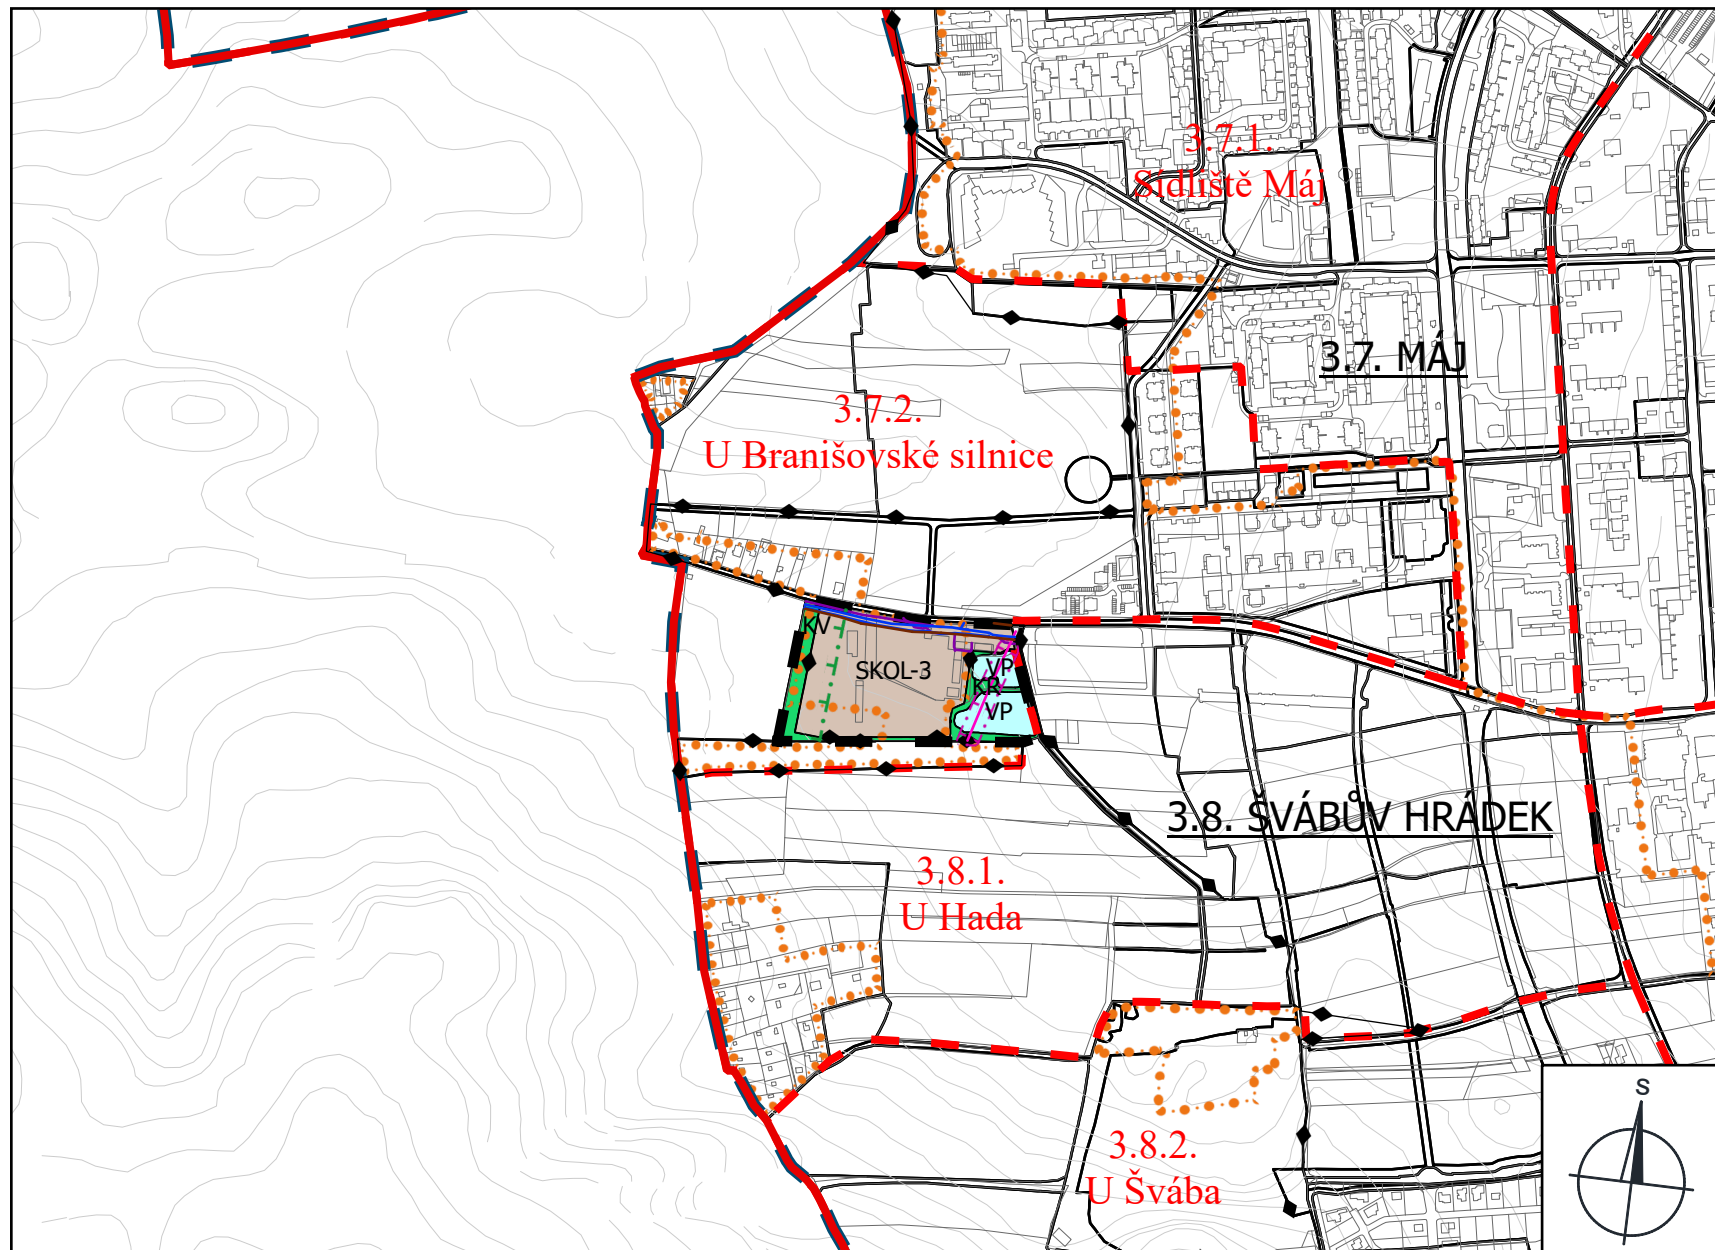 3.7.1.
Sídliště Máj
3.7. MÁJ
3.7.2.
U Branišovské silnice
KV
SKOL-3
VP
KR
VP
3.8. ŠVÁBŮV HRÁDEK
3.8.1.
U Hada
3.8.2.
U Švába
S